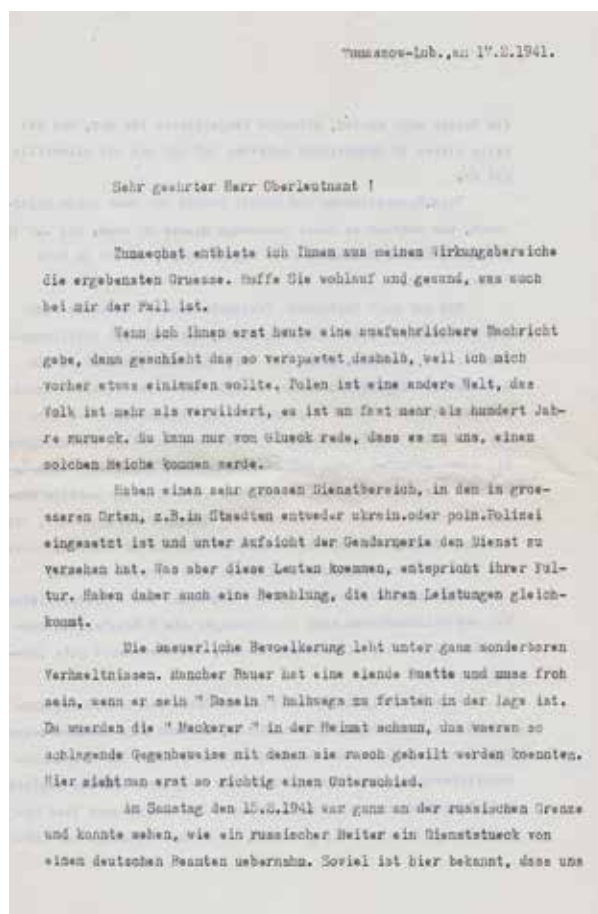 Tomaszow-Lub.,am 17.2.1941.
Sehr geehrter Herr Oberleutnant !
Zunaechst entbiete ich Ihnen aus meinem Wirkungsbereiche
die ergebensten Gruesse. Hoffe Sie wohlauf und gesund, was auch
bei mir der Fall ist.
Wenn ich Ihnen erst heute eine ausfuehrlichere Nachricht
gebe, dann geschieht das so verspaetet deshalb, weil ich mich
vorher etwas einlaufen wollte. Polen ist eine andere Welt, das
Volk ist mehr als verwildert, es ist um fast mehr als hundert Jah-
re zurueck. Es kann nur von Glueck rede, dass es zu uns, einem
solchen Reiche kommen werde.
Haben einen sehr grossen Dienstbereich, in dem in groe-
sseren Orten, z.B.in Staedten entweder ukrain.oder poln.Polizei
eingesetzt ist und unter Aufsicht der Gendarmerie den Dienst zu
versehen hat. Was aber diese Leuten koennen, entspricht ihrer Kul-
tur. Haben daher auch eine Bezahlung, die ihren Leistungen gleich-
kommt.
Die baeuerliche Bevoelkerung lebt unter ganz sonderbaren
Verhaeltnissen. Mancher Bauer hat eine elende Huette und muss froh
sein, wenn er sein " Dasein " halbwegs zu fristen in der Lage ist.
Da wuerden die " Meckerer " in der Heimat schaun, das waeren so
schlagende Gegenbeweise mit denen sie rasch geheilt werden koennten.
Hier sieht man erst so richtig einen Unterschied.
Am Samstag den 15.2.1941 war ganz an der russischen Grenze
und konnte sehen, wie ein russischer Reiter ein Dienststueck von
einem deutschen Beamten uebernahm. Soviel ist hier bekannt, dass uns